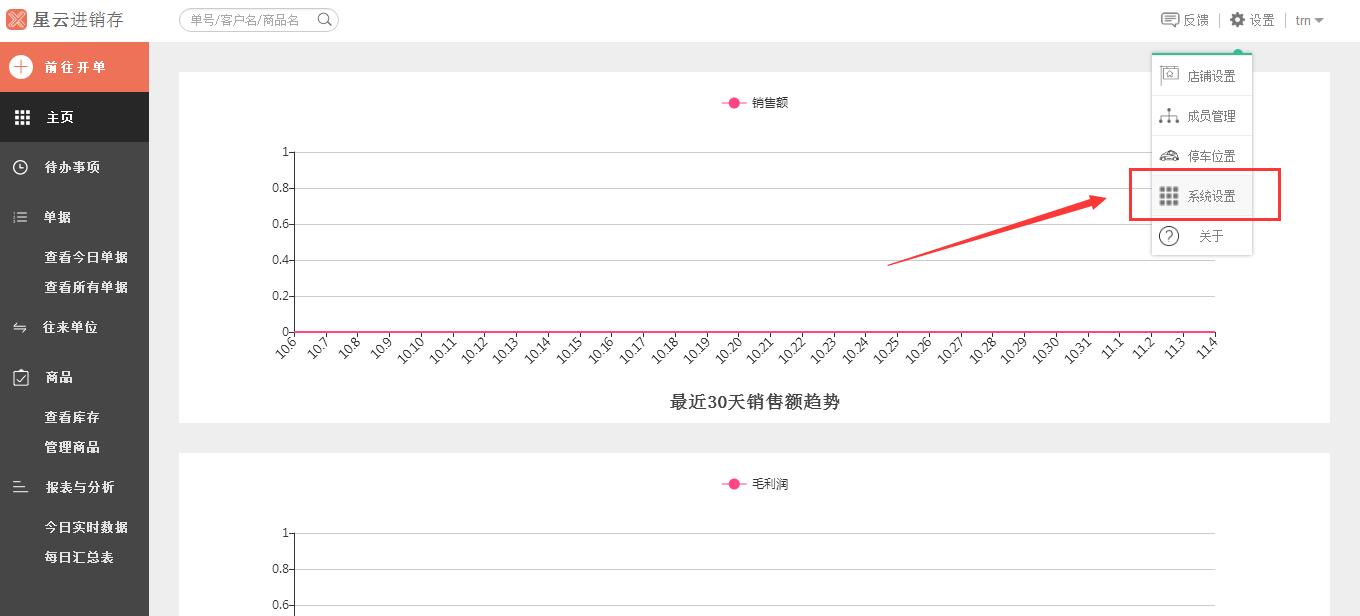 星云进销存
单号/客户名/商品名
反馈
设置
trn
前往开单
主页
待办事项
单据
查看今日单据
查看所有单据
往来单位
商品
查看库存
管理商品
报表与分析
今日实时数据
每日汇总表
店铺设置
成员管理
停车位置
系统设置
关于
销售额
1
0.8
0.6
0.4
0.2
0
10.6 10.7 10.8 10.9 10.10 10.11 10.12 10.13 10.14 10.15 10.16 10.17 10.18 10.19 10.20 10.21 10.22 10.23 10.24 10.25 10.26 10.27 10.28 10.29 10.30 10.31 11.1 11.2 11.3 11.4
最近30天销售额趋势
毛利润
1
0.8
0.6